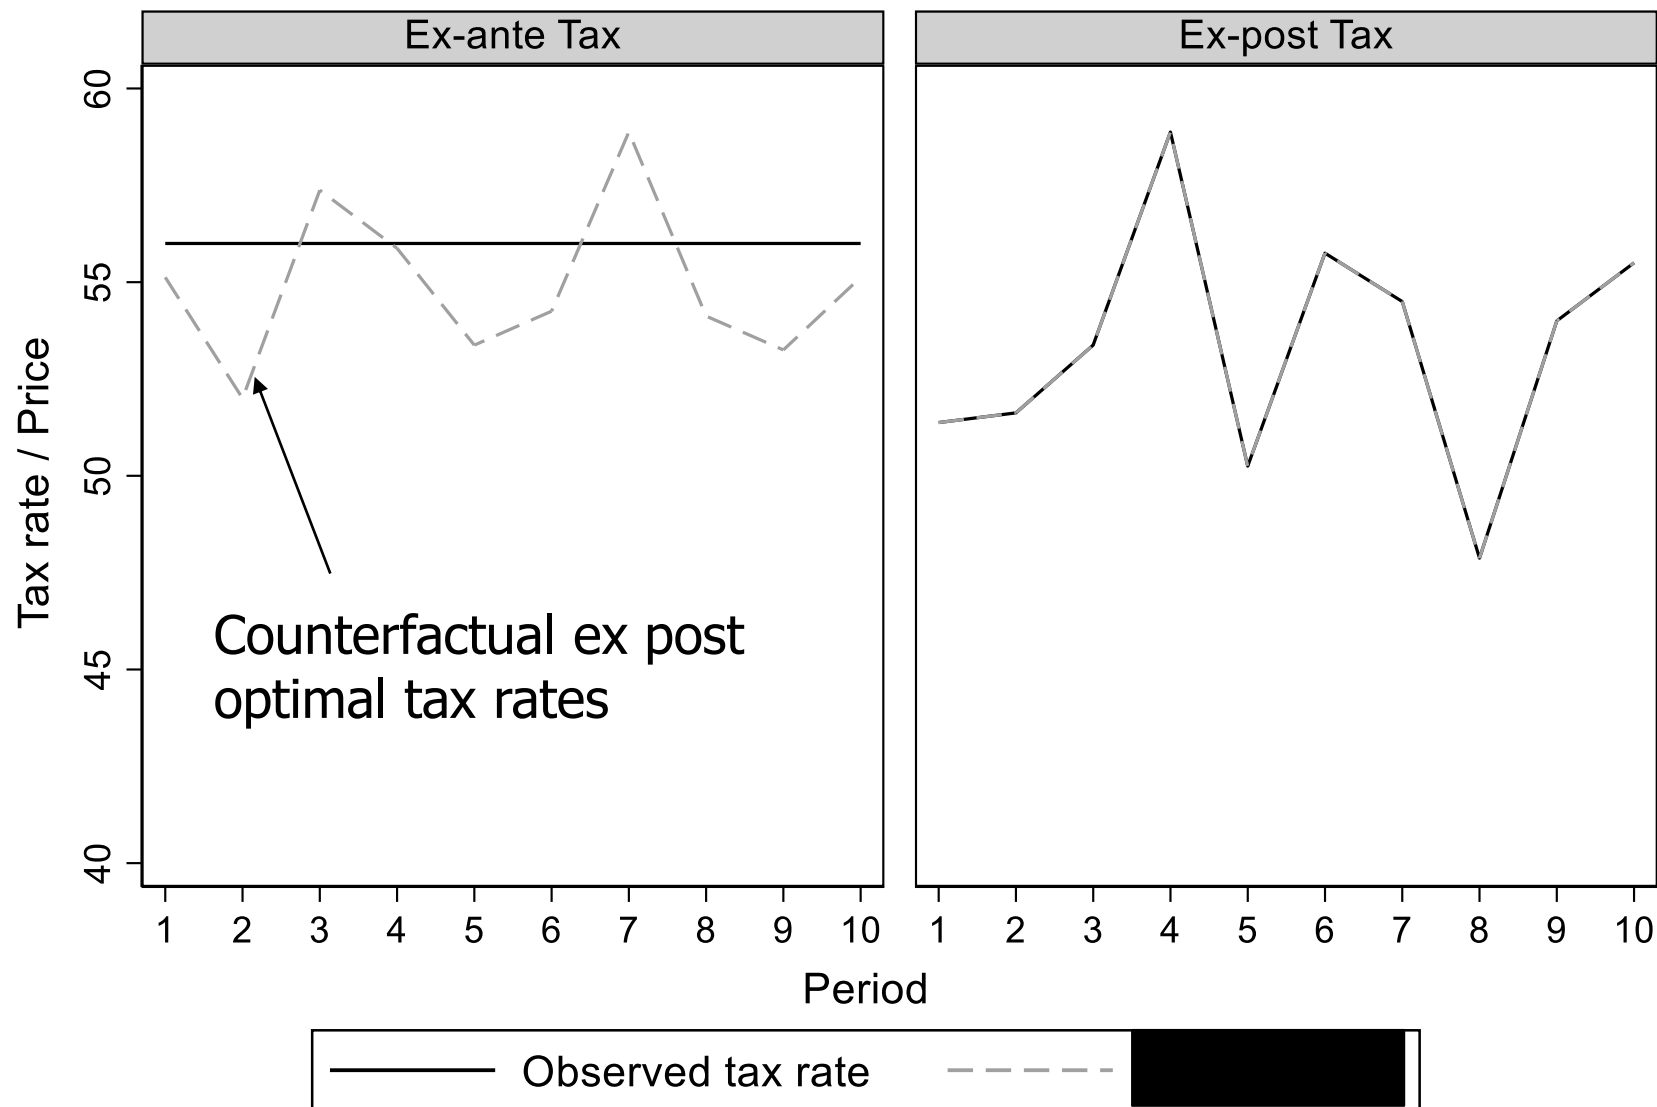 Ex-ante Tax
Ex-post Tax
Tax rate / Price
60
55
50
45
40
Counterfactual ex post
optimal tax rates
1 2 3 4 5 6 7 8 9 10
1 2 3 4 5 6 7 8 9 10
Period
Observed tax rate